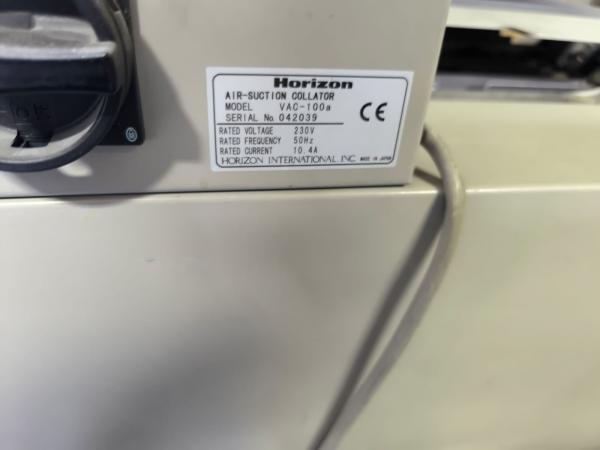 Horizon
AIR-SUCTION COLLATOR
MODEL VAC-100a
SERIAL No. 042039
CE
RATED VOLTAGE 230V
RATED FREQUENCY 50Hz
RATED CURRENT 10.4A
HORIZON INTERNATIONAL INC. MADE IN JAPAN